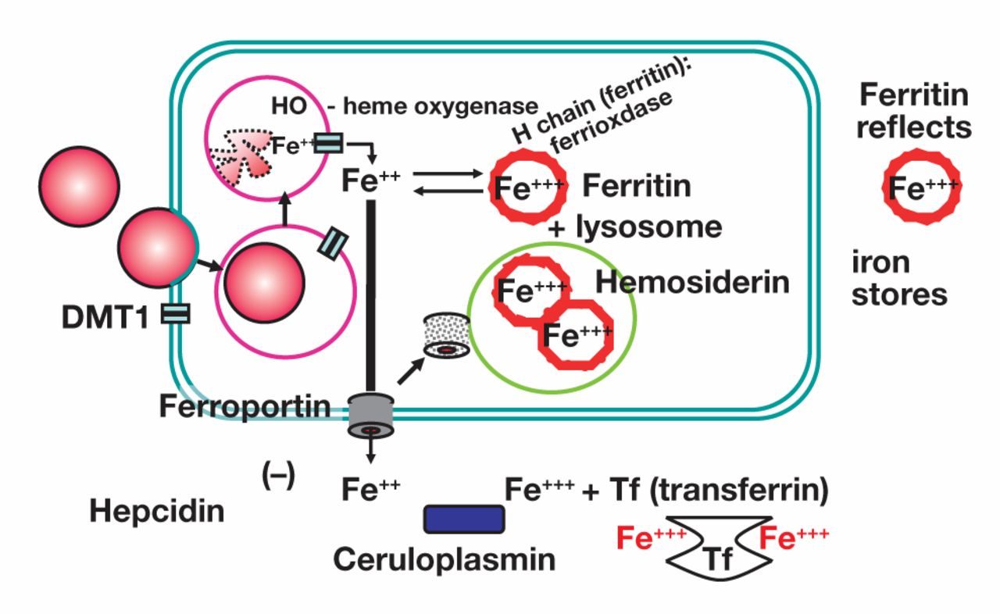 HO - heme oxygenase
H chain (ferritin):
ferrioxdase
Fe++
Fe++
Fe+++ Ferritin
+ lysosome
Fe+++ Hemosiderin
Fe+++
DMT1
Ferroportin
(–)
Hepcidin
Fe++
Fe+++ + Tf (transferrin)
Ceruloplasmin
Fe+++ Tf Fe+++
Ferritin
reflects
Fe+++
iron
stores